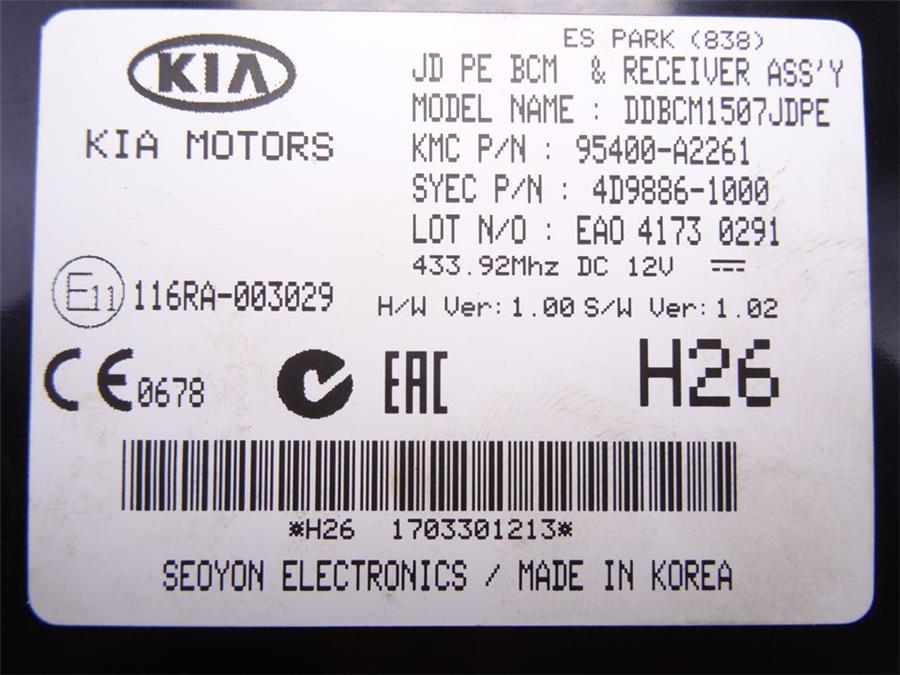 KIA
KIA MOTORS
ES PARK (838)
JD PE BCM & RECEIVER ASS'Y
MODEL NAME : DDBCM1507JDPE
KMC P/N : 95400-A2261
SYEC P/N : 4D9886-1000
LOT N/O : EAO 4173 0291
433.92Mhz DC 12V
H/W Ver: 1.00 S/W Ver: 1.02
E11 116RA-003029
CE 0678
EAC
H26
*H26 1703301213*
SEOYON ELECTRONICS / MADE IN KOREA